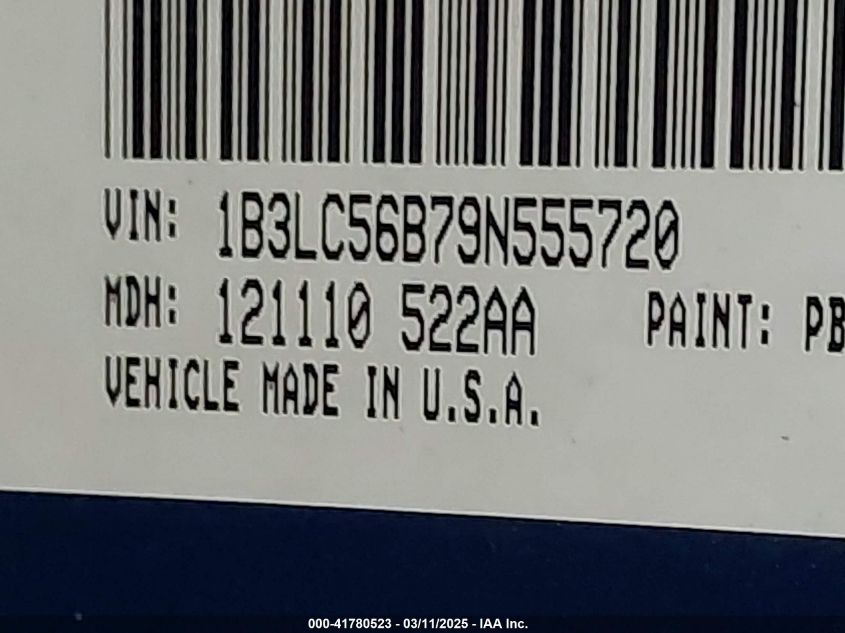 VIN: 1B3LC56B79N555720
MDH: 121110 522AA PAINT: PB
VEHICLE MADE IN U.S.A.
000-41780523 - 03/11/2025 - IAA Inc.